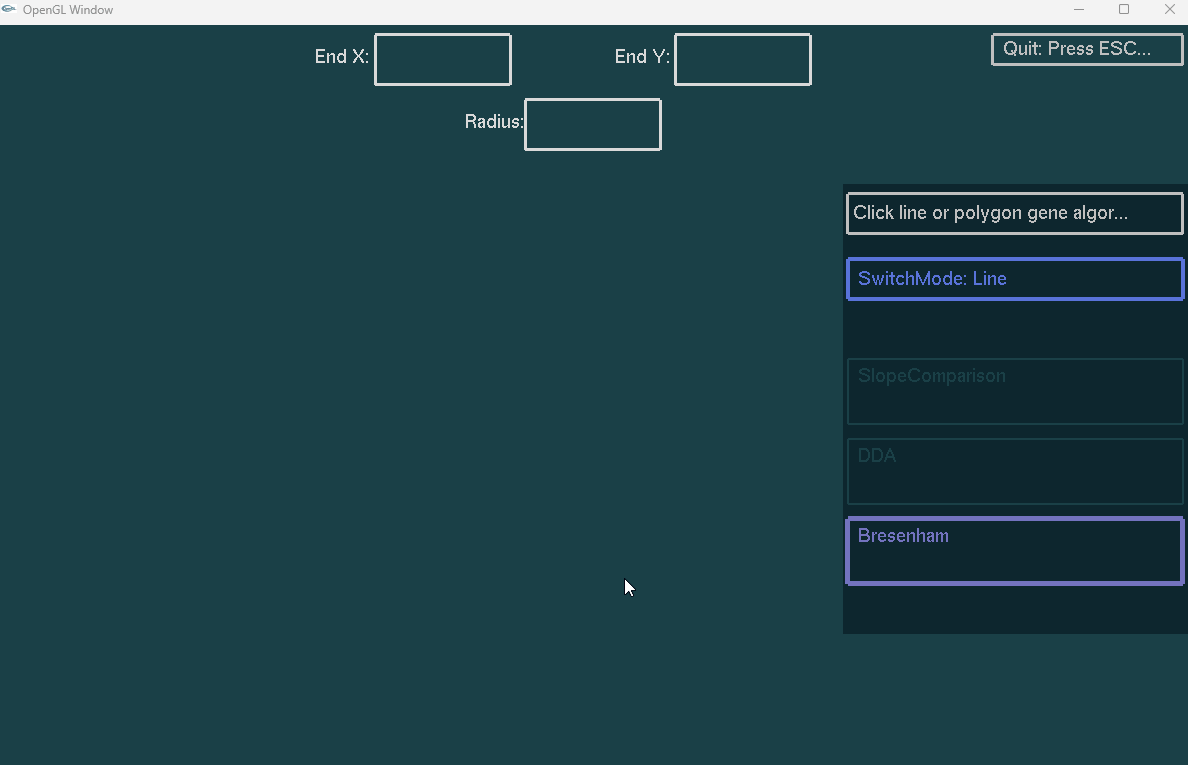 OpenGL Window
End X:
End Y:
Quit: Press ESC...
Radius:
Click line or polygon gene algor...
SwitchMode: Line
SlopeComparison
DDA
Bresenham